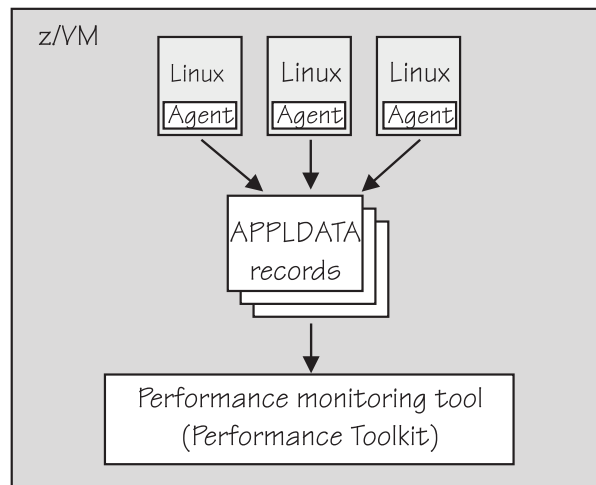 z/VM
Linux
Linux
Linux
Agent
Agent
Agent
APPLDATA
records
Performance monitoring tool
(Performance Toolkit)